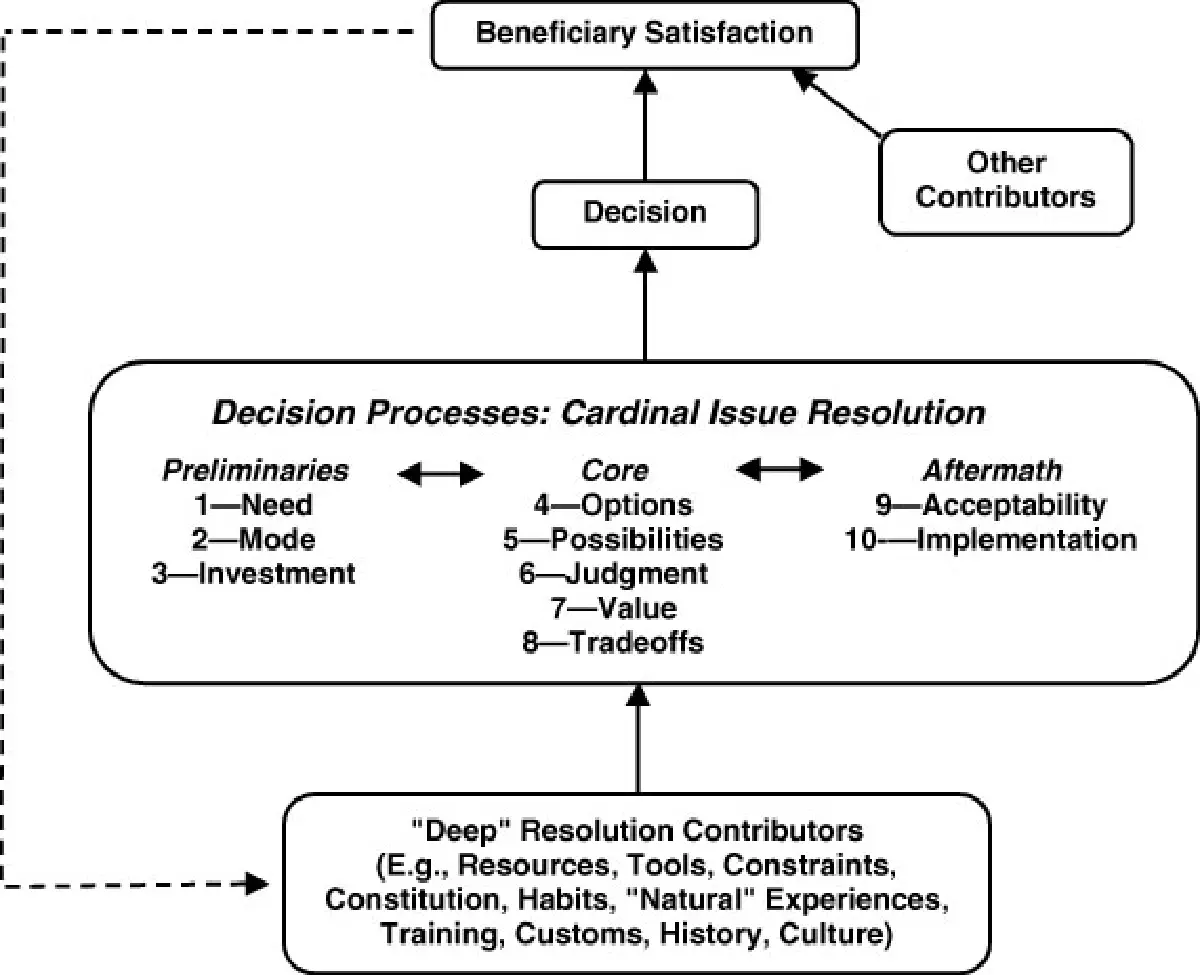 Beneficiary Satisfaction
Other
Contributors
Decision
Decision Processes: Cardinal Issue Resolution
Preliminaries
1—Need
2—Mode
3—Investment
Core
4—Options
5—Possibilities
6—Judgment
7—Value
8—Tradeoffs
Aftermath
9—Acceptability
10-—Implementation
"Deep" Resolution Contributors
(E.g., Resources, Tools, Constraints,
Constitution, Habits, "Natural" Experiences,
Training, Customs, History, Culture)